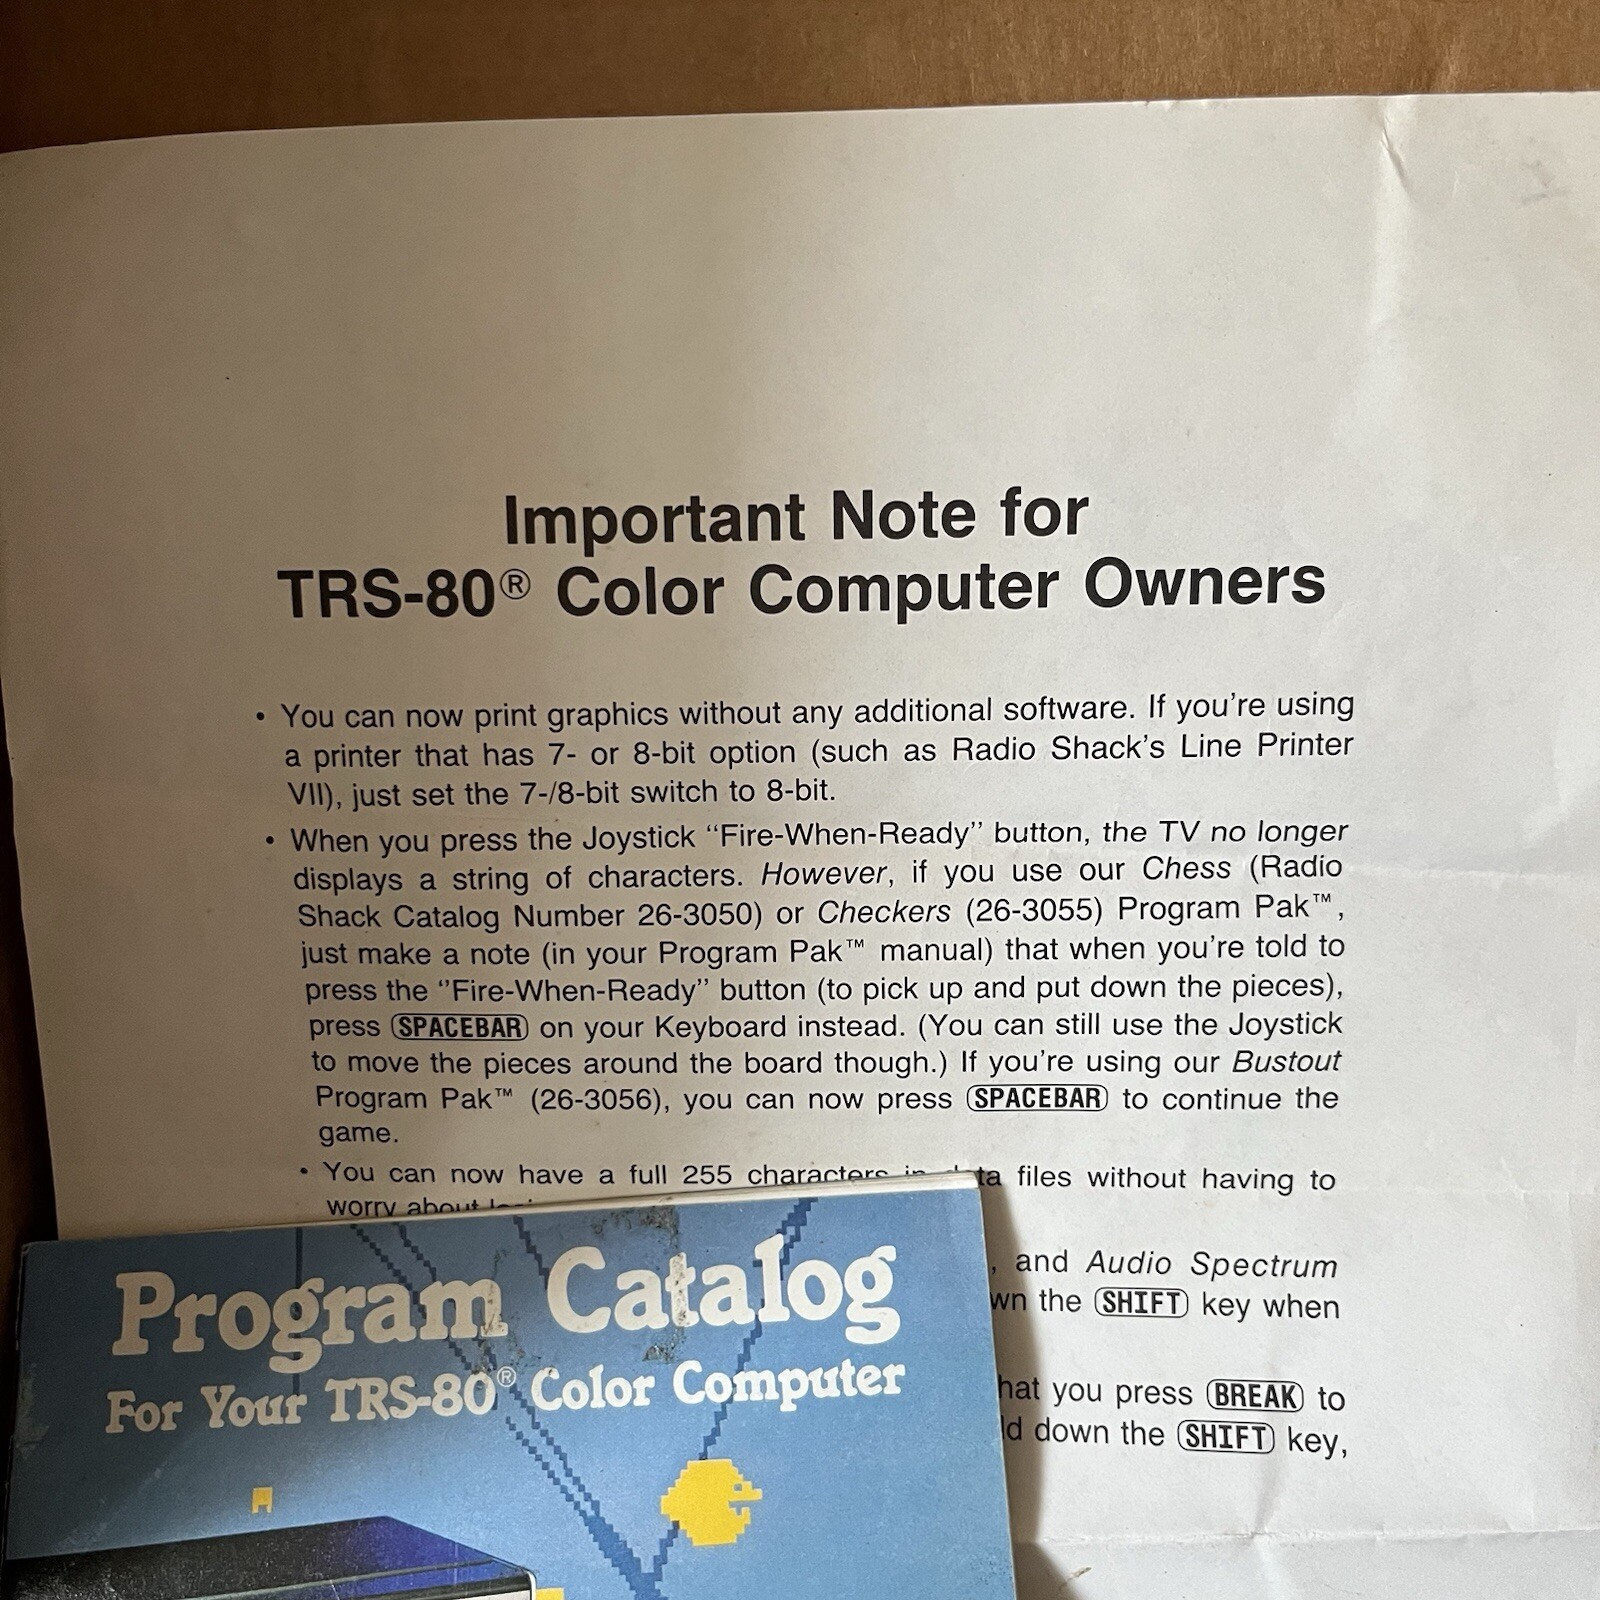 Important Note for
TRS-80® Color Computer Owners
• You can now print graphics without any additional software. If you're using
a printer that has 7- or 8-bit option (such as Radio Shack's Line Printer
VII), just set the 7-/8-bit switch to 8-bit.
• When you press the Joystick "Fire-When-Ready" button, the TV no longer
displays a string of characters. However, if you use our Chess (Radio
Shack Catalog Number 26-3050) or Checkers (26-3055) Program Pak™,
just make a note (in your Program Pak™ manual) that when you're told to
press the "Fire-When-Ready" button (to pick up and put down the pieces),
press SPACEBAR on your Keyboard instead. (You can still use the Joystick
to move the pieces around the board though.) If you're using our Bustout
Program Pak™ (26-3056), you can now press SPACEBAR to continue the
game.
• You can now have a full 255 characters in data files without having to
worry about
, and Audio Spectrum
the SHIFT key when
you press BREAK to
down the SHIFT key,
Program Catalog
For Your TRS-80® Color Computer